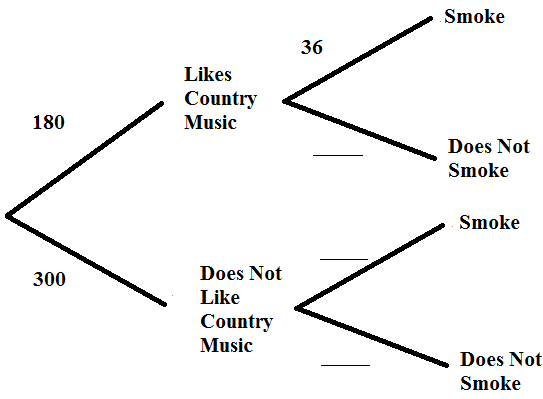 Smoke
36
Likes
Country
Music
180
Does Not
Smoke
Smoke
300
Does Not
Like
Country
Music
Does Not
Smoke